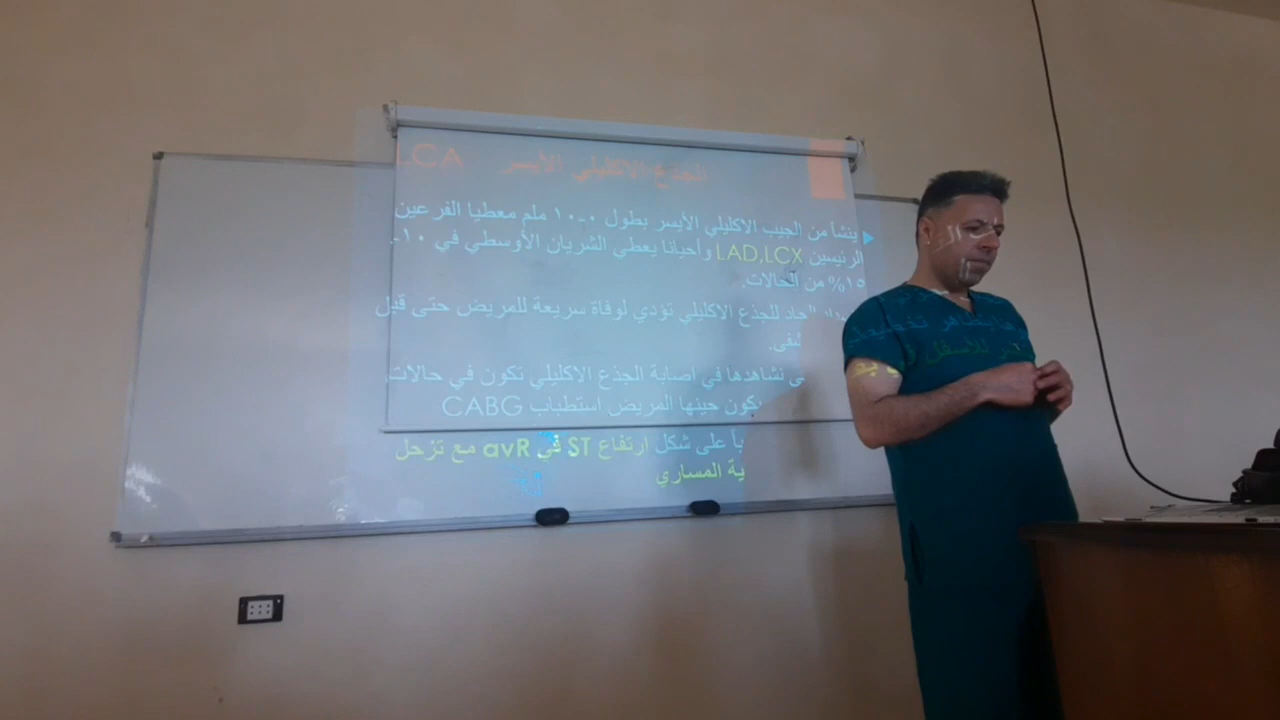 الجذع الاكليلي الأيسر LCA
ينشأ من الجيب الاكليلي الأيسر بطول ٠-١٠ ملم معطيا الفرعين
الرئيسين LAD,LCX وأحيانا يعطي الشريان الأوسطي في ١٠-
١٥% من الحالات.
حاد للجذع الاكليلي تؤدي لوفاة سريعة للمريض حتى قبل
نشاهدها في اصابة الجذع الاكليلي تكون في حالات
يكون حينها المريض استطباب CABG
على شكل ارتفاع ST في avR مع تزحل
المساري